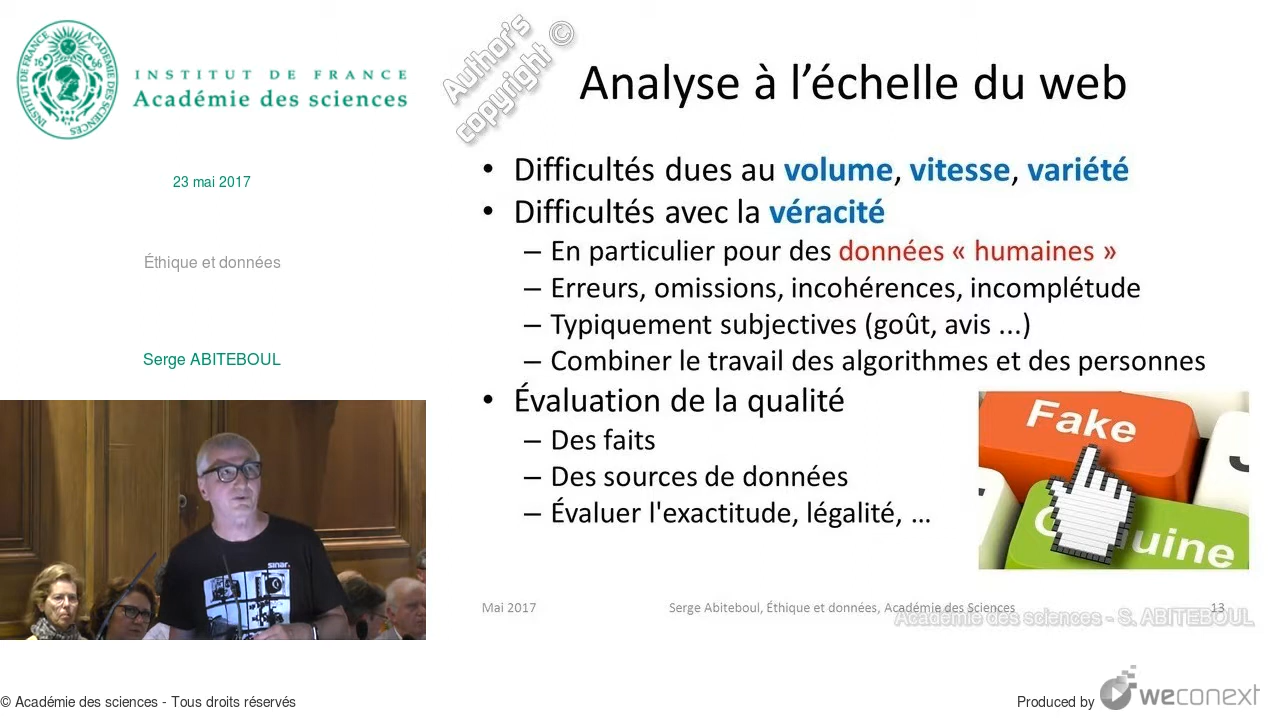 INSTITUT DE FRANCE
Académie des sciences
23 mai 2017
Éthique et données
Serge ABITEBOUL
sinar
Author's
copyright ©
Analyse à l’échelle du web
• Difficultés dues au volume, vitesse, variété
• Difficultés avec la véracité
– En particulier pour des données « humaines »
– Erreurs, omissions, incohérences, incomplétude
– Typiquement subjectives (goût, avis ...)
– Combiner le travail des algorithmes et des personnes
• Évaluation de la qualité
– Des faits
– Des sources de données
– Évaluer l'exactitude, légalité, …
Fake
Mai 2017
Serge Abiteboul, Éthique et données, Académie des Sciences
13
Académie des sciences - S. ABITEBOUL
© Académie des sciences - Tous droits réservés
Produced by weconext